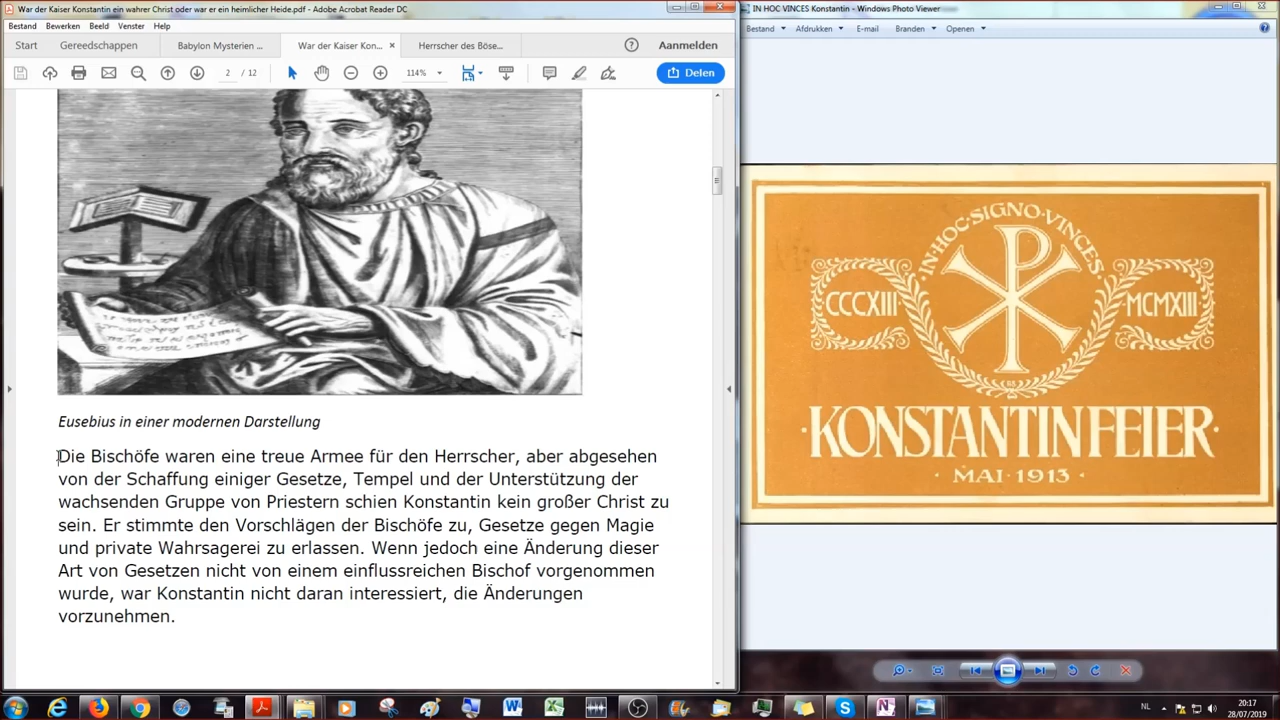 War der Kaiser Konstantin ein wahrer Christ oder war er ein heimlicher Heide.pdf - Adobe Acrobat Reader DC
Bestand Bewerken Beeld Venster Help
Start Gereedschappen Babylon Mysterien ... War der Kaiser Kon... × Herrscher des Böse... Aanmelden
2 / 12 114% Delen
Eusebius in einer modernen Darstellung
Die Bischöfe waren eine treue Armee für den Herrscher, aber abgesehen
von der Schaffung einiger Gesetze, Tempel und der Unterstützung der
wachsenden Gruppe von Priestern schien Konstantin kein großer Christ zu
sein. Er stimmte den Vorschlägen der Bischöfe zu, Gesetze gegen Magie
und private Wahrsagerei zu erlassen. Wenn jedoch eine Änderung dieser
Art von Gesetzen nicht von einem einflussreichen Bischof vorgenommen
wurde, war Konstantin nicht daran interessiert, die Änderungen
vorzunehmen.
IN HOC VINCES Konstantin - Windows Photo Viewer
Bestand Afdrukken E-mail Branden Openen
·IN·HOC·SIGNO·VINCES·
CCCXIII MCMXIII
·KONSTANTINFEIER·
·MAI·1913·
NL 20:17
28/07/2019